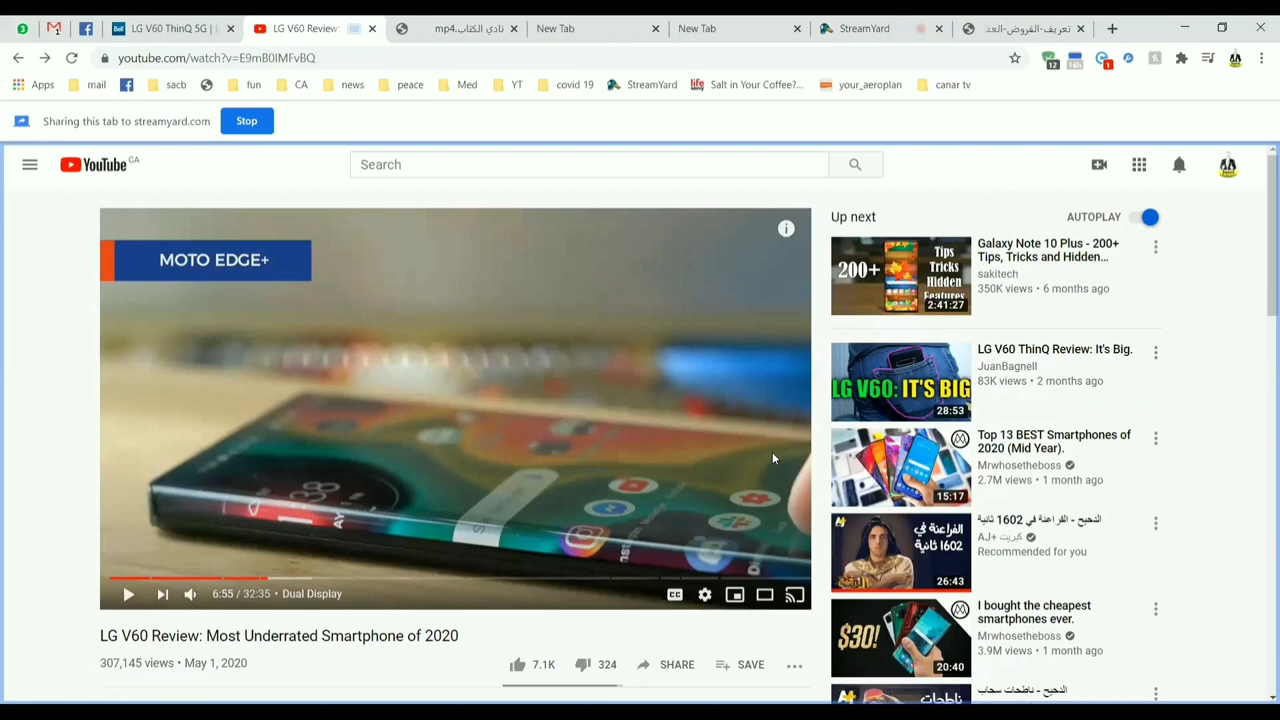 LG V60 ThinQ 5G | B
LG V60 Review:
نادي الكتاب.mp4
New Tab
New Tab
StreamYard
تعريف-القروض-العد
youtube.com/watch?v=E9mB0IMFvBQ
12
16h
1
Apps
mail
sacb
fun
CA
news
peace
Med
YT
covid 19
StreamYard
life
Salt in Your Coffee?...
your_aeroplan
canar tv
Sharing this tab to streamyard.com
Stop
YouTube CA
Search
MOTO EDGE+
6:55 / 32:35 • Dual Display
CC
LG V60 Review: Most Underrated Smartphone of 2020
307,145 views • May 1, 2020
7.1K
324
SHARE
SAVE
Up next
AUTOPLAY
200+
Tips
Tricks
Hidden
Features
2:41:27
Galaxy Note 10 Plus - 200+
Tips, Tricks and Hidden...
sakitech
350K views • 6 months ago
LG V60: IT'S BIG
28:53
LG V60 ThinQ Review: It's Big.
JuanBagnell
83K views • 2 months ago
15:17
Top 13 BEST Smartphones of
2020 (Mid Year).
Mrwhosetheboss
2.7M views • 1 month ago
الفراعنة في
1602 ثانية
26:43
الدحيح - الفراعنة في 1602 ثانية
AJ+ كبريت
Recommended for you
$30!
20:40
I bought the cheapest
smartphones ever.
Mrwhosetheboss
3.9M views • 1 month ago
ناطحات
الدحيح - ناطحات سحاب